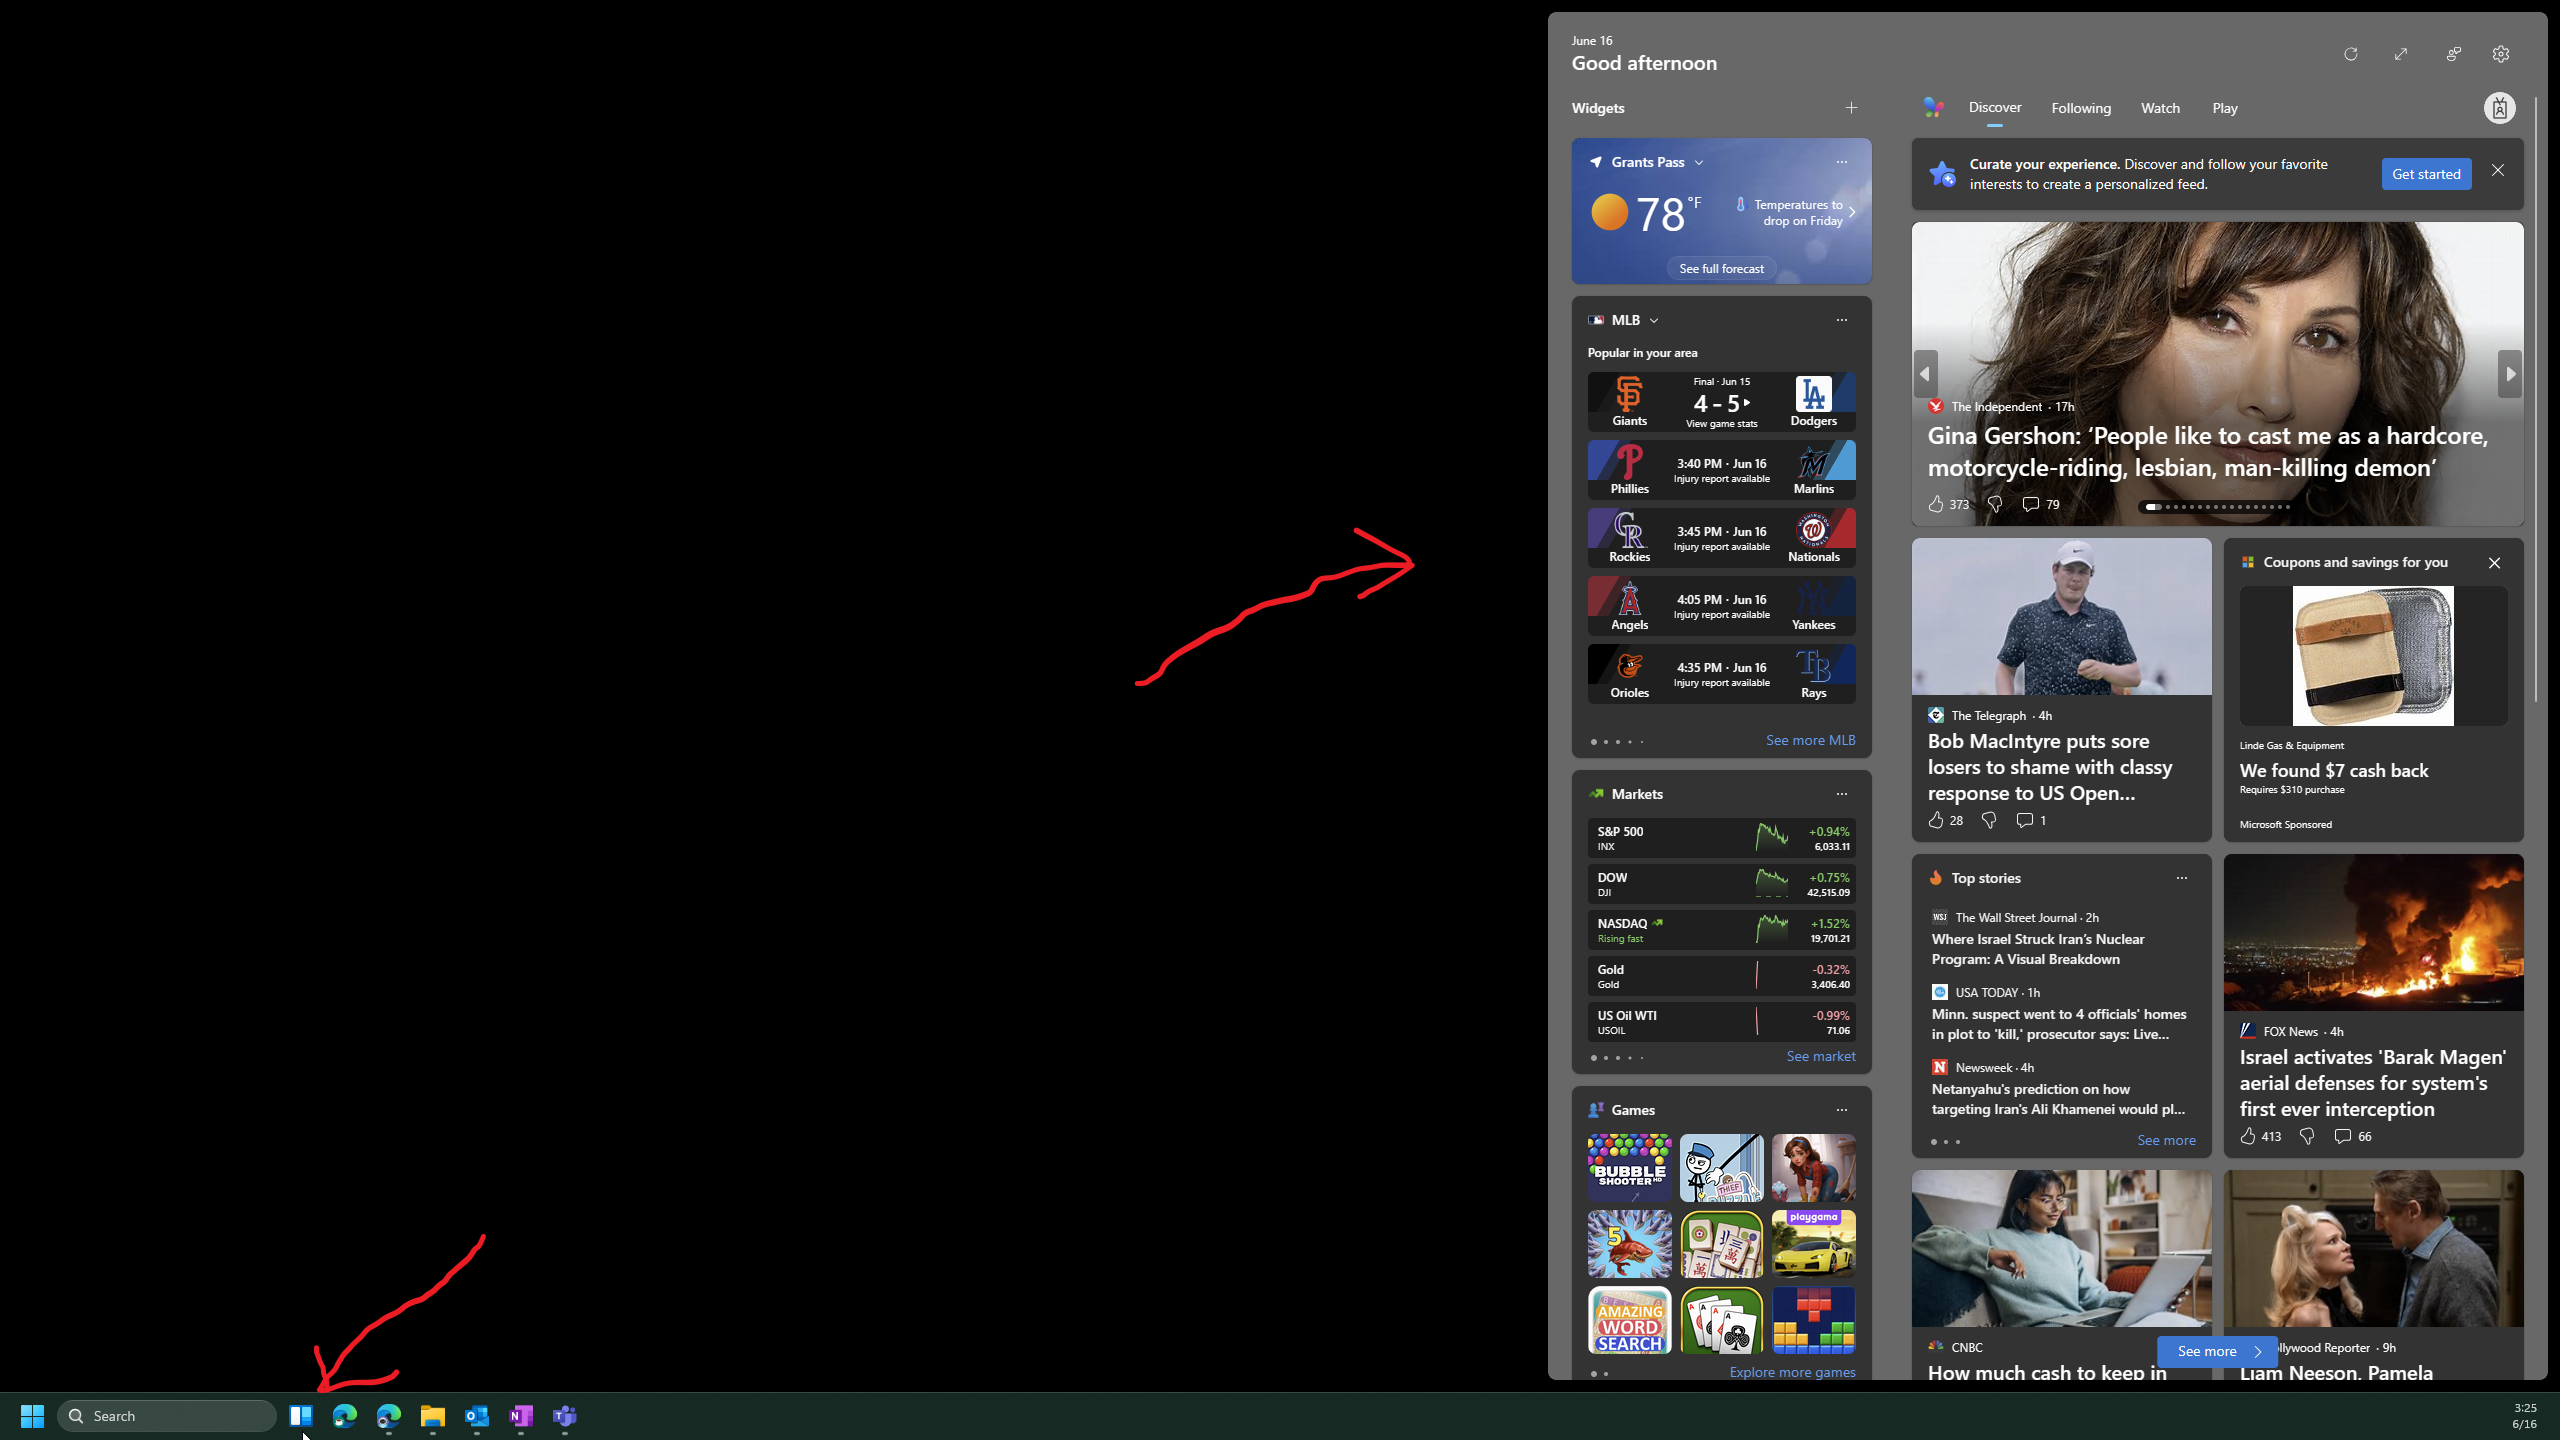 June 16
Good afternoon
Widgets
Grants Pass
78 °F
Temperatures to
drop on Friday
See full forecast
MLB
Popular in your area
Final · Jun 15
Giants 4 - 5 Dodgers
View game stats
3:40 PM · Jun 16
Injury report available
Phillies Marlins
3:45 PM · Jun 16
Injury report available
Rockies Nationals
4:05 PM · Jun 16
Injury report available
Angels Yankees
4:35 PM · Jun 16
Injury report available
Orioles Rays
See more MLB
Markets
S&P 500 +0.94%
INX 6,033.11
DOW +0.75%
DJI 42,515.09
NASDAQ +1.52%
Rising fast 19,701.21
Gold -0.32%
Gold 3,406.40
US Oil WTI -0.99%
USOIL 71.06
See market
Games
BUBBLE
SHOOTER HD
THIEF
5
playgama
AMAZING
WORD
SEARCH
Explore more games
Discover Following Watch Play
Curate your experience. Discover and follow your favorite
interests to create a personalized feed.
Get started
The Independent · 17h
Gina Gershon: ‘People like to cast me as a hardcore,
motorcycle-riding, lesbian, man-killing demon’
373 79
The Telegraph · 4h
Bob MacIntyre puts sore
losers to shame with classy
response to US Open...
28 1
Coupons and savings for you
Linde Gas & Equipment
We found $7 cash back
Requires $310 purchase
Microsoft Sponsored
Top stories
WSJ The Wall Street Journal · 2h
Where Israel Struck Iran’s Nuclear
Program: A Visual Breakdown
USA TODAY · 1h
Minn. suspect went to 4 officials' homes
in plot to 'kill,' prosecutor says: Live...
N Newsweek · 4h
Netanyahu's prediction on how
targeting Iran's Ali Khamenei would pl...
See more
FOX News · 4h
Israel activates 'Barak Magen'
aerial defenses for system's
first ever interception
413 66
CNBC
How much cash to keep in
See more
llywood Reporter · 9h
Liam Neeson, Pamela
Search
3:25
6/16